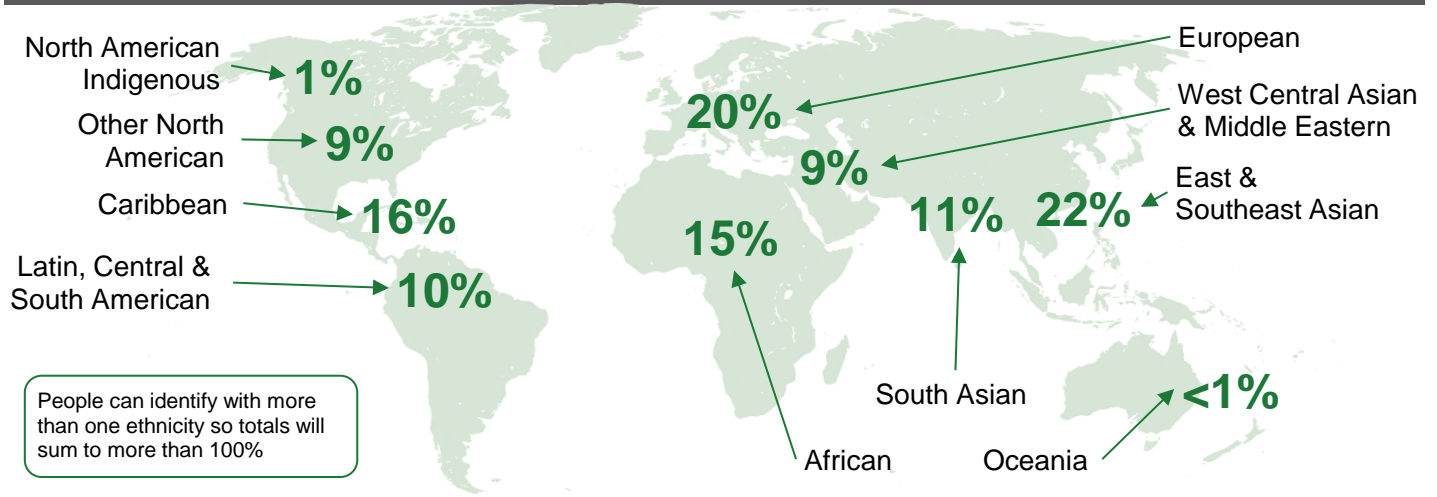 North American
Indigenous
1%
Other North
American
9%
Caribbean
16%
Latin, Central &
South American
10%
European
20%
West Central Asian
& Middle Eastern
9%
East &
Southeast Asian
22%
11%
South Asian
15%
African
<1%
Oceania
People can identify with more
than one ethnicity so totals will
sum to more than 100%